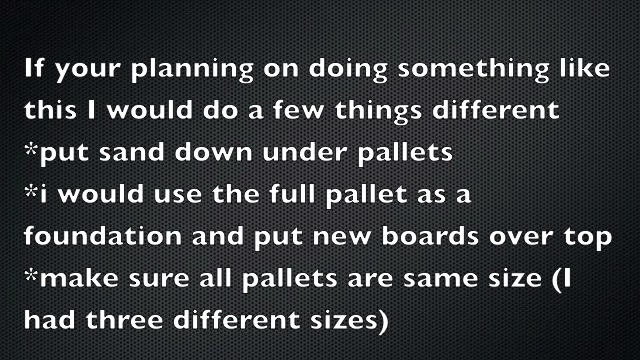 If your planning on doing something like
this I would do a few things different
*put sand down under pallets
*i would use the full pallet as a
foundation and put new boards over top
*make sure all pallets are same size (I
had three different sizes)